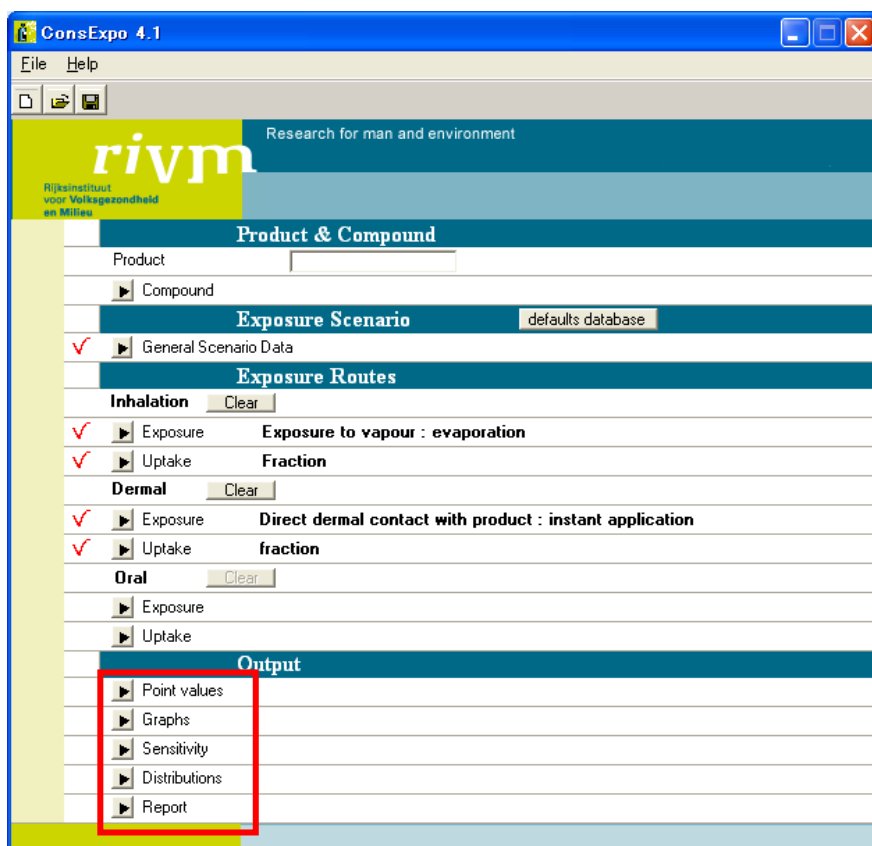 ConsExpo 4.1
File Help
Research for man and environment
rivm
Rijksinstituut
voor Volksgezondheid
en Milieu
Product & Compound
Product
Compound
Exposure Scenario defaults database
General Scenario Data
Exposure Routes
Inhalation Clear
Exposure Exposure to vapour : evaporation
Uptake Fraction
Dermal Clear
Exposure Direct dermal contact with product : instant application
Uptake fraction
Oral Clear
Exposure
Uptake
Output
Point values
Graphs
Sensitivity
Distributions
Report